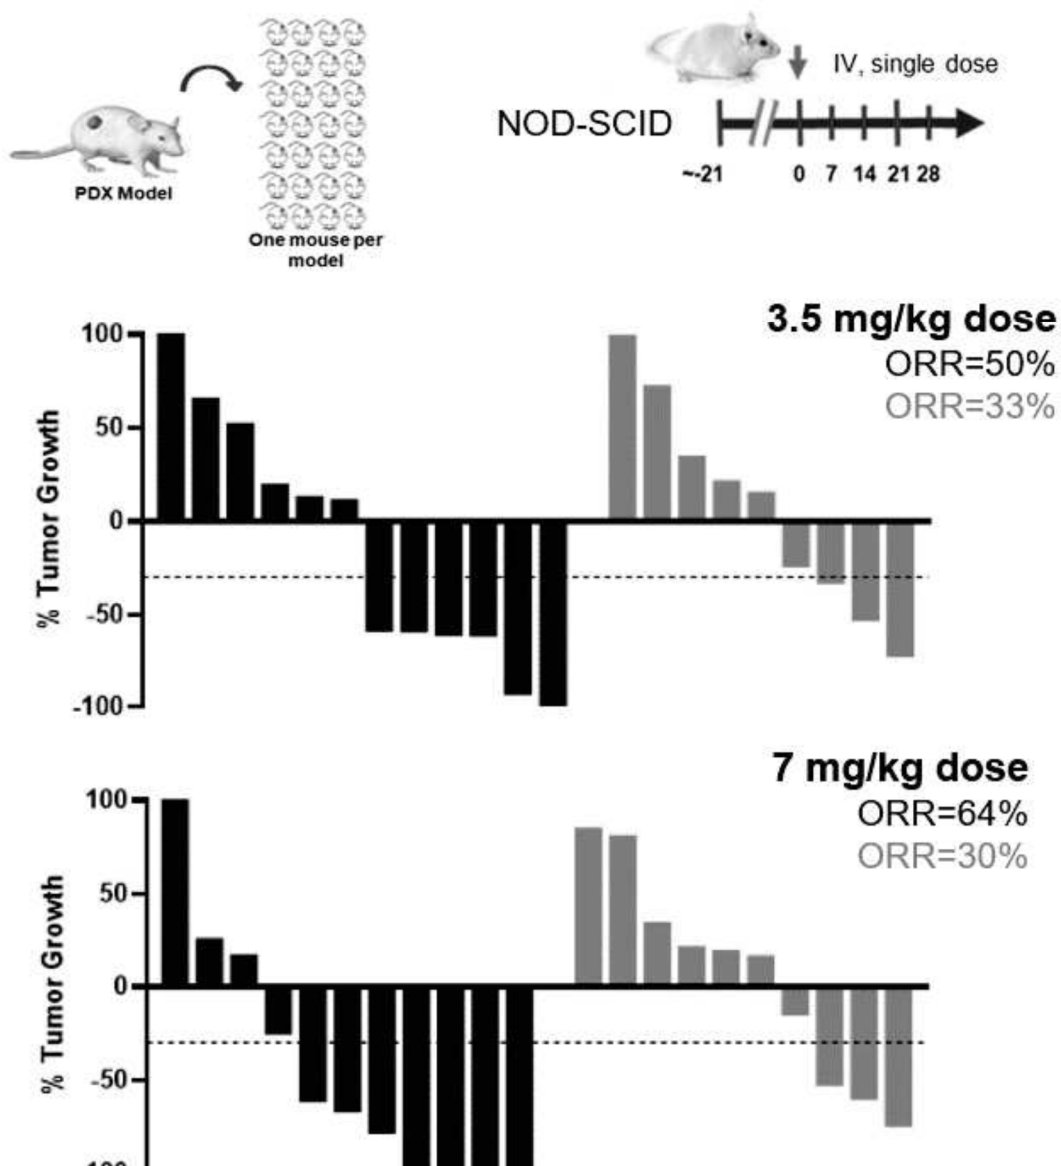 PDX Model
One mouse per
model
IV, single dose
NOD-SCID
~-21 0 7 14 21 28
3.5 mg/kg dose
ORR=50%
ORR=33%
% Tumor Growth
100
50
0
-50
-100
7 mg/kg dose
ORR=64%
ORR=30%
% Tumor Growth
100
50
0
-50